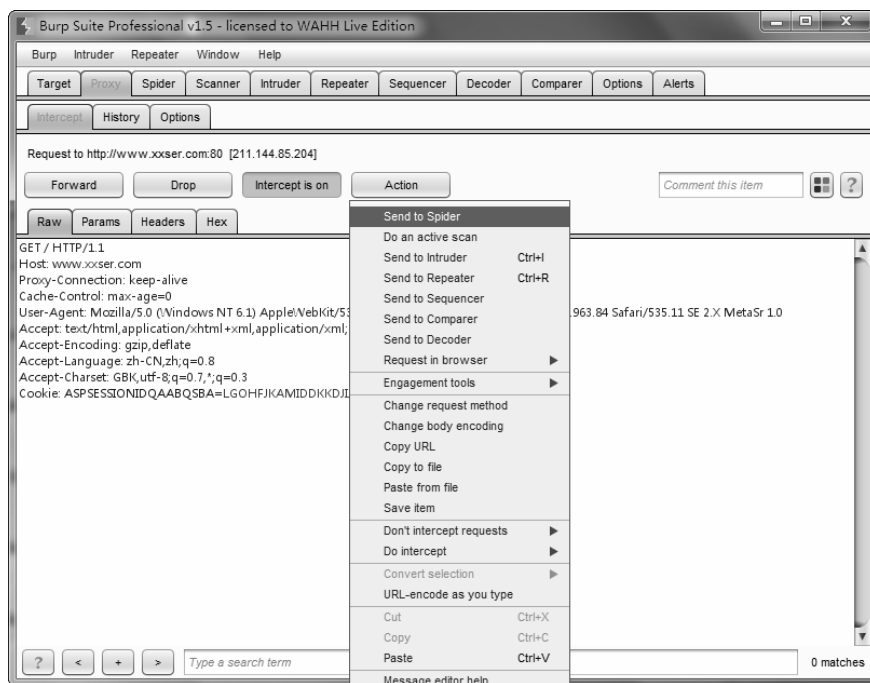 Burp Suite Professional v1.5 - licensed to WAHH Live Edition
Burp Intruder Repeater Window Help
Target Proxy Spider Scanner Intruder Repeater Sequencer Decoder Comparer Options Alerts
Intercept History Options
Request to http://www.xxser.com:80 [211.144.85.204]
Forward Drop Intercept is on Action Comment this item ?
Raw Params Headers Hex
GET / HTTP/1.1
Host: www.xxser.com
Proxy-Connection: keep-alive
Cache-Control: max-age=0
User-Agent: Mozilla/5.0 (Windows NT 6.1) AppleWebKit/53 963.84 Safari/535.11 SE 2.X MetaSr 1.0
Accept: text/html,application/xhtml+xml,application/xml;
Accept-Encoding: gzip,deflate
Accept-Language: zh-CN,zh;q=0.8
Accept-Charset: GBK,utf-8;q=0.7,*;q=0.3
Cookie: ASPSESSIONIDQAABQSBA=LGOHFJKAMIDDKKDJI
Send to Spider
Do an active scan
Send to Intruder Ctrl+I
Send to Repeater Ctrl+R
Send to Sequencer
Send to Comparer
Send to Decoder
Request in browser
Engagement tools
Change request method
Change body encoding
Copy URL
Copy to file
Paste from file
Save item
Don't intercept requests
Do intercept
Convert selection
URL-encode as you type
Cut Ctrl+X
Copy Ctrl+C
Paste Ctrl+V
Message editor help
? < + > Type a search term 0 matches